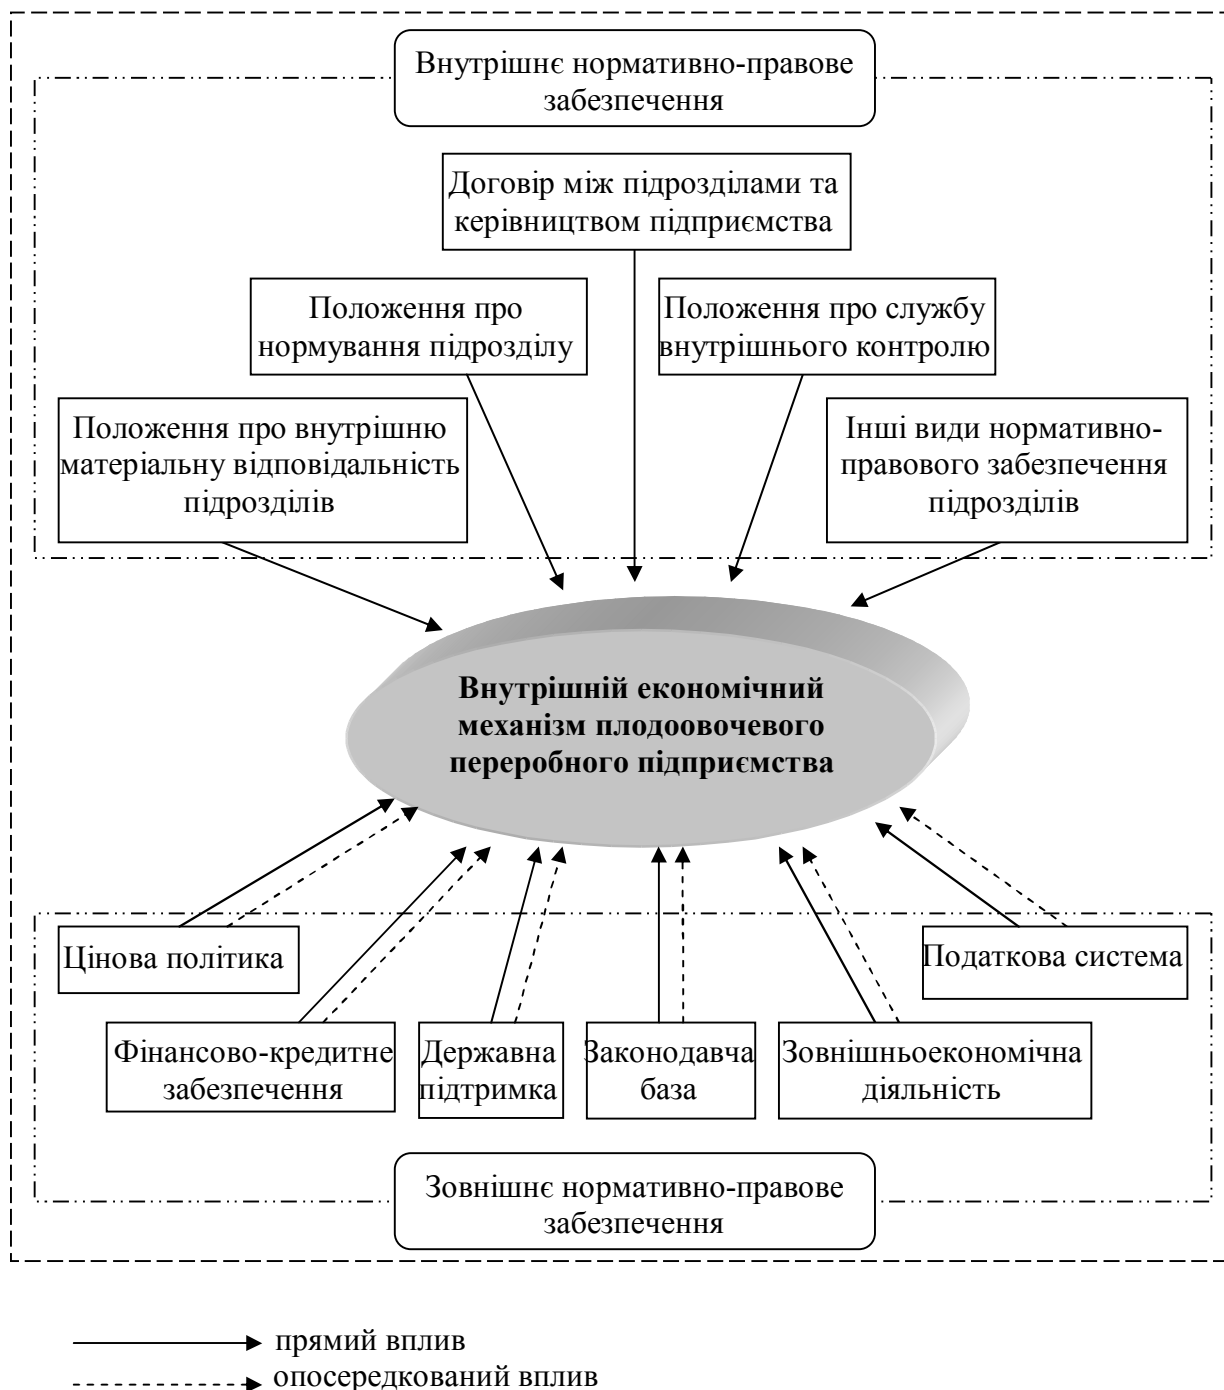 Внутрішнє нормативно-правове
забезпечення
Договір між підрозділами та
керівництвом підприємства
Положення про
нормування підрозділу
Положення про службу
внутрішнього контролю
Положення про внутрішню
матеріальну відповідальність
підрозділів
Інші види нормативно-
правового забезпечення
підрозділів
Внутрішній економічний
механізм плодоовочевого
переробного підприємства
Цінова політика
Податкова система
Фінансово-кредитне
забезпечення
Державна
підтримка
Законодавча
база
Зовнішньоекономічна
діяльність
Зовнішнє нормативно-правове
забезпечення
прямий вплив
опосередкований вплив